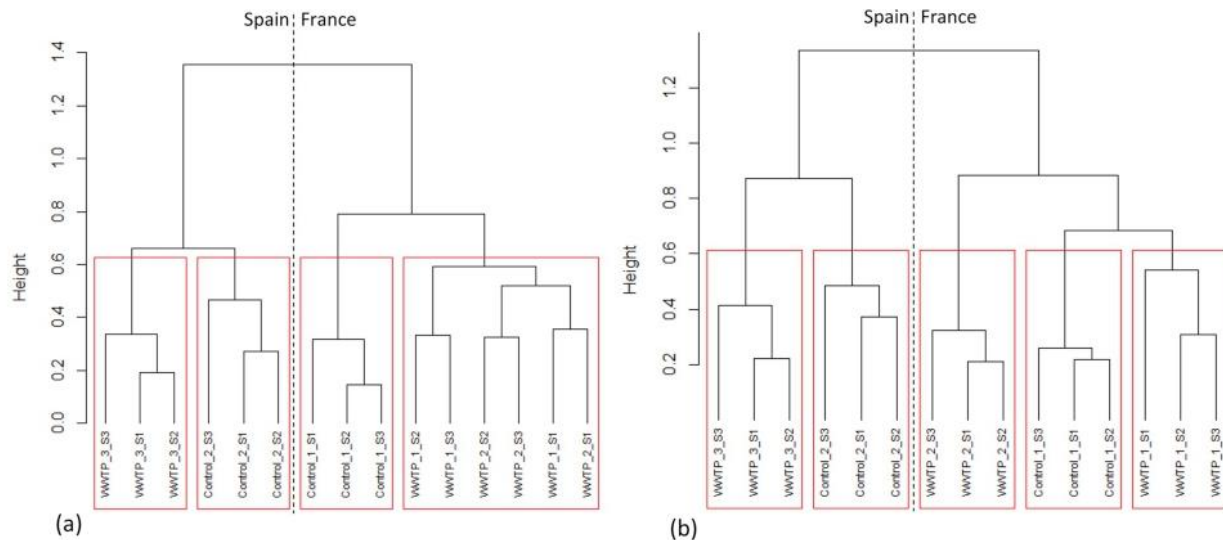 Spain France
Height
1.4
1.2
1.0
0.8
0.6
0.4
0.2
0.0
WWTP_3_S3
WWTP_3_S1
WWTP_3_S2
Control_2_S3
Control_2_S1
Control_2_S2
Control_1_S1
Control_1_S2
Control_1_S3
WWTP_1_S2
WWTP_1_S3
WWTP_2_S2
WWTP_2_S3
WWTP_1_S1
WWTP_2_S1
(a)
Spain France
Height
1.2
1.0
0.8
0.6
0.4
0.2
WWTP_3_S3
WWTP_3_S1
WWTP_3_S2
Control_2_S3
Control_2_S1
Control_2_S2
WWTP_2_S3
WWTP_2_S1
WWTP_2_S2
Control_1_S3
Control_1_S1
Control_1_S2
WWTP_1_S1
WWTP_1_S2
WWTP_1_S3
(b)